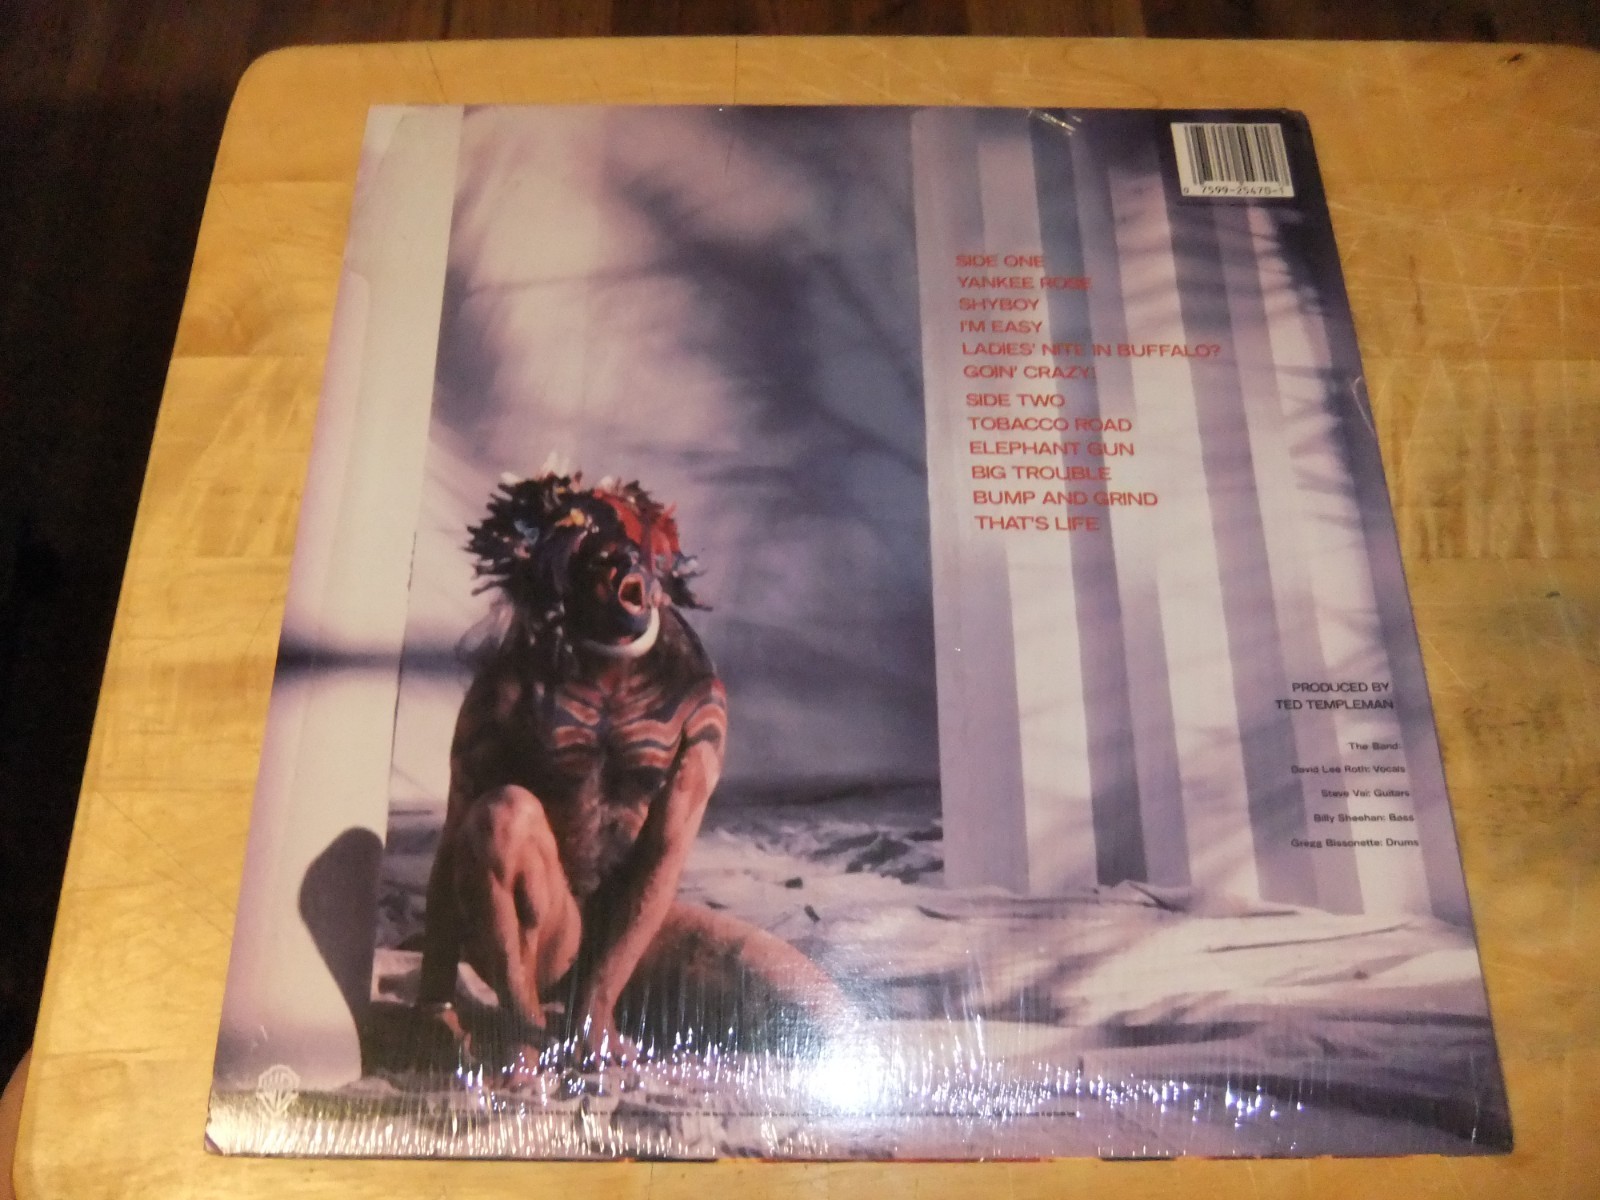 0 7599-25470-1
SIDE ONE
YANKEE ROSE
SHYBOY
I'M EASY
LADIES' NITE IN BUFFALO?
GOIN' CRAZY!
SIDE TWO
TOBACCO ROAD
ELEPHANT GUN
BIG TROUBLE
BUMP AND GRIND
THAT'S LIFE
PRODUCED BY
TED TEMPLEMAN
The Band:
David Lee Roth: Vocals
Steve Vai: Guitars
Billy Sheehan: Bass
Gregg Bissonette: Drums